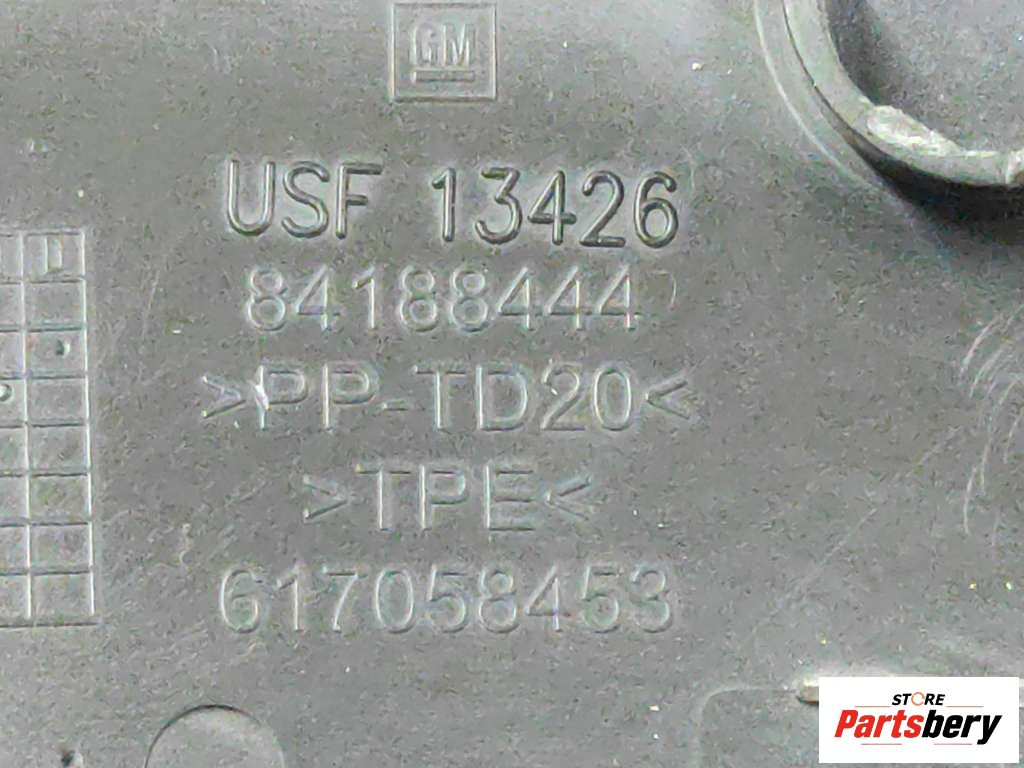 GM
USF 13426
84188444
>PP-TD20<
>TPE<
617058453
STORE
Partsbery